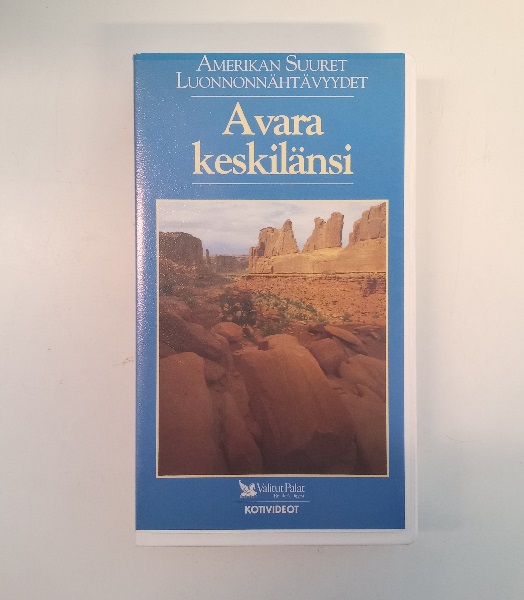 AMERIKAN SUURET
LUONNONNÄHTÄVYYDET
Avara
keskilänsi
Valitut Palat
KOTIVIDEOT